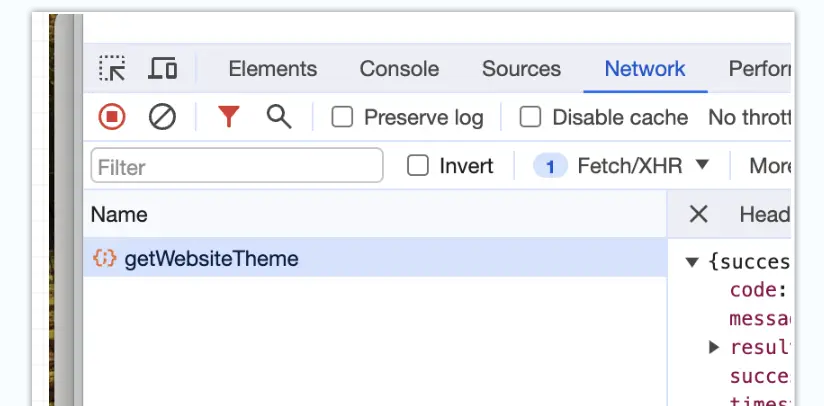 Elements Console Sources Network Perforr
Preserve log Disable cache No thrott
Filter Invert 1 Fetch/XHR More
Name Head
getWebsiteTheme
{succes
code:
messa
resul
succe
times